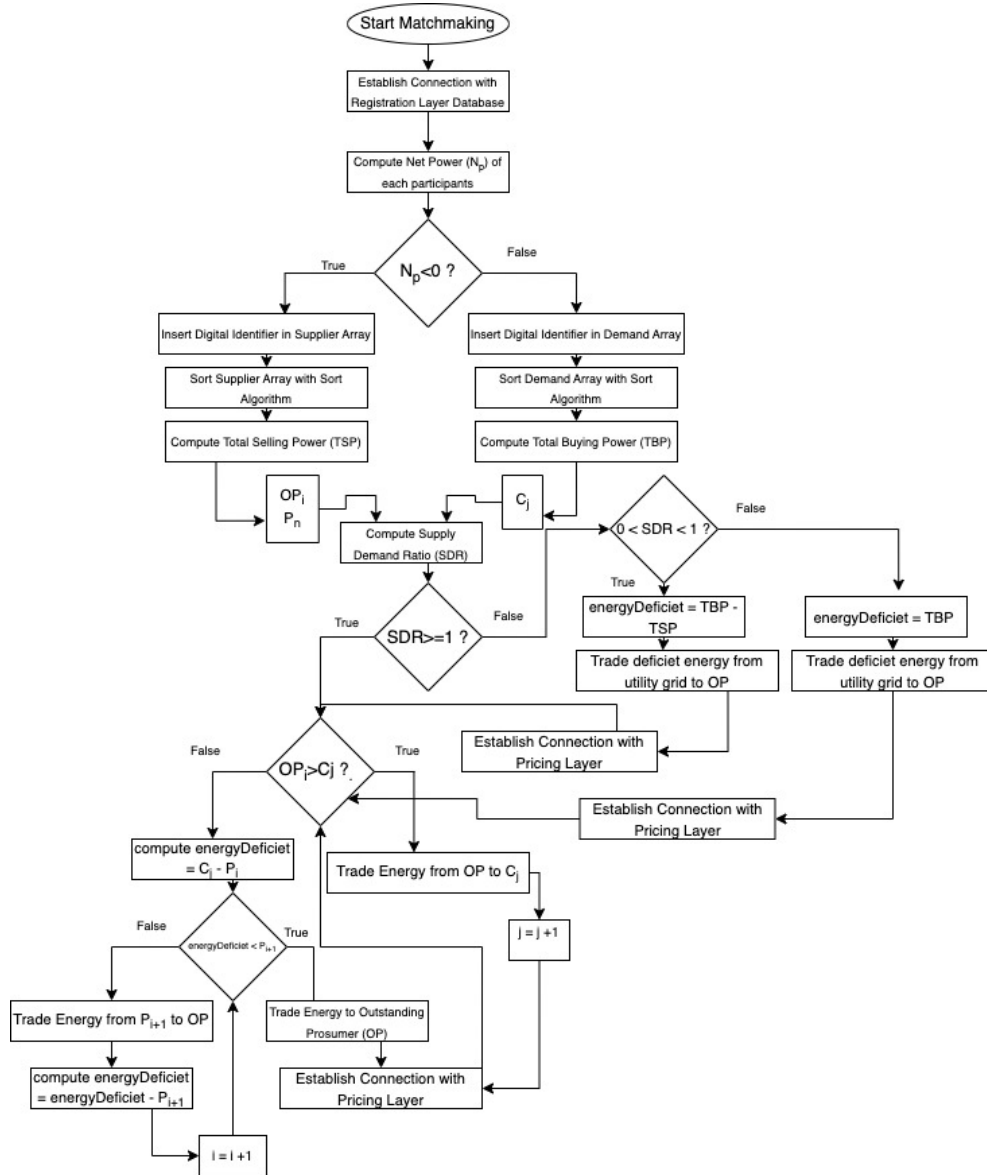 Start Matchmaking
Establish Connection with
Registration Layer Database
Compute Net Power (Np) of
each participants
True
Np<0 ?
False
Insert Digital Identifier in Supplier Array
Insert Digital Identifier in Demand Array
Sort Supplier Array with Sort
Algorithm
Sort Demand Array with Sort
Algorithm
Compute Total Selling Power (TSP)
Compute Total Buying Power (TBP)
OPi
Pn
Cj
Compute Supply
Demand Ratio (SDR)
0 < SDR < 1 ?
False
True
energyDeficiet = TBP -
TSP
energyDeficiet = TBP
Trade deficiet energy from
utility grid to OP
Trade deficiet energy from
utility grid to OP
True
SDR>=1 ?
False
Establish Connection with
Pricing Layer
Establish Connection with
Pricing Layer
False
OPi>Cj ?.
True
compute energyDeficiet
= Cj - Pi
Trade Energy from OP to Cj
j = j +1
False
energyDeficiet < Pi+1
True
Trade Energy from Pi+1 to OP
Trade Energy to Outstanding
Prosumer (OP)
compute energyDeficiet
= energyDeficiet - Pi+1
Establish Connection with
Pricing Layer
i = i +1